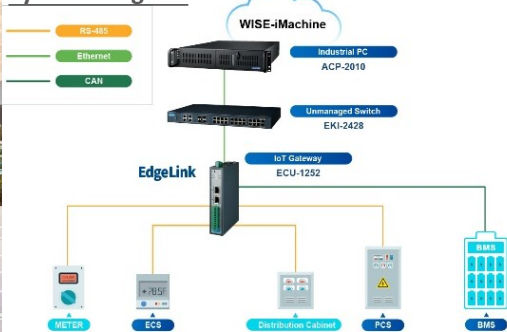 RS-485
Ethernet
CAN
WISE-iMachine
Industrial PC
ACP-2010
Unmanaged Switch
EKI-2428
EdgeLink
IoT Gateway
ECU-1252
BMS
METER
ECS
Distribution Cabinet
PCS
BMS